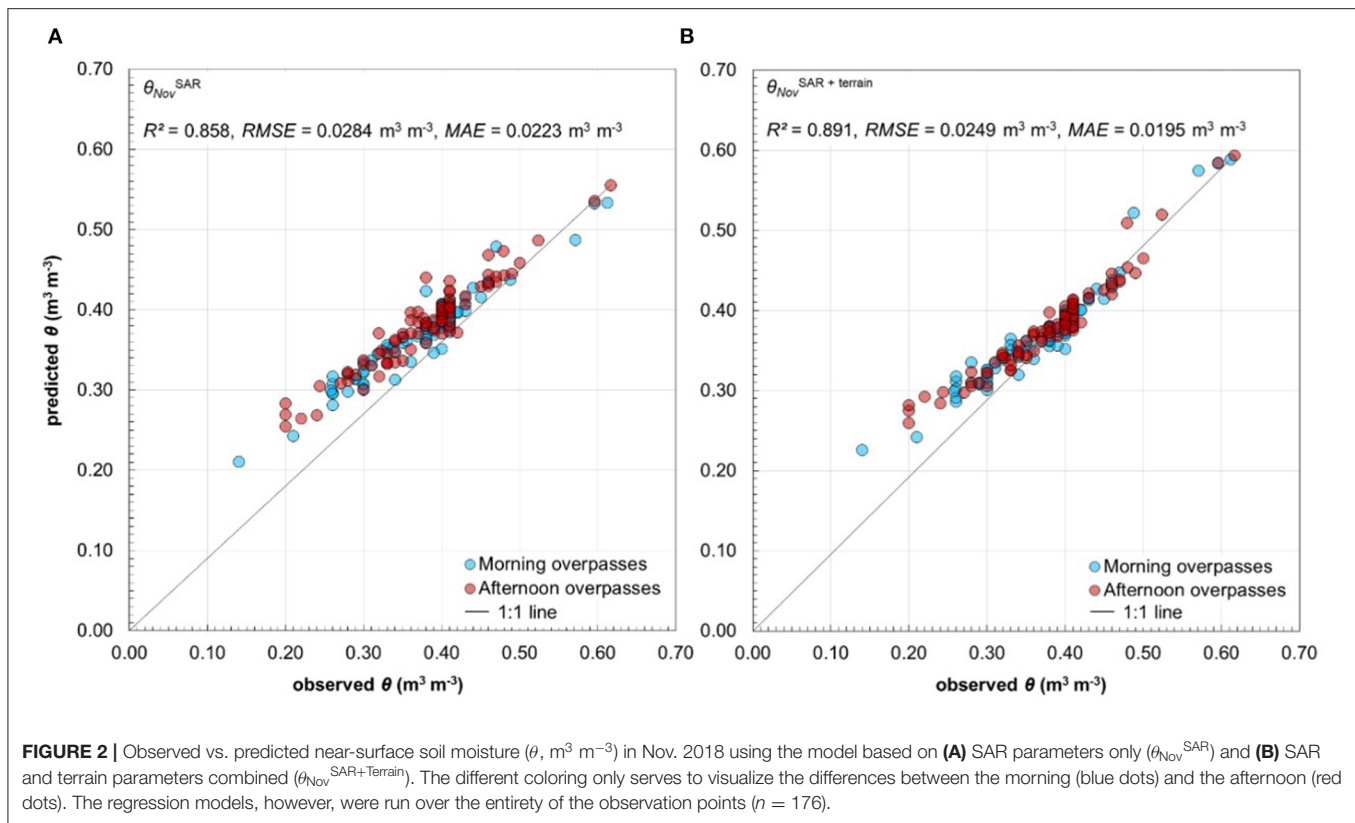 A
B
0.70
0.60
0.50
0.40
0.30
0.20
0.10
0.00
predicted θ (m³ m⁻³)
θ_Nov^SAR
R² = 0.858, RMSE = 0.0284 m³ m⁻³, MAE = 0.0223 m³ m⁻³
Morning overpasses
Afternoon overpasses
1:1 line
0.00 0.10 0.20 0.30 0.40 0.50 0.60 0.70
observed θ (m³ m⁻³)
0.70
0.60
0.50
0.40
0.30
0.20
0.10
0.00
θ_Nov^SAR + terrain
R² = 0.891, RMSE = 0.0249 m³ m⁻³, MAE = 0.0195 m³ m⁻³
Morning overpasses
Afternoon overpasses
1:1 line
0.00 0.10 0.20 0.30 0.40 0.50 0.60 0.70
observed θ (m³ m⁻³)
FIGURE 2 | Observed vs. predicted near-surface soil moisture (θ, m³ m⁻³) in Nov. 2018 using the model based on (A) SAR parameters only (θ_Nov^SAR) and (B) SAR
and terrain parameters combined (θ_Nov^SAR+Terrain). The different coloring only serves to visualize the differences between the morning (blue dots) and the afternoon (red
dots). The regression models, however, were run over the entirety of the observation points (n = 176).